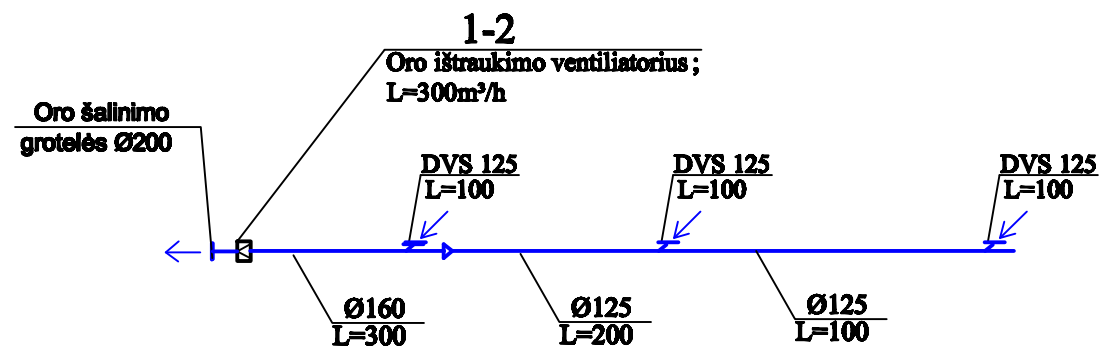 1-2
Oro ištraukimo ventiliatorius;
L=300m³/h
Oro šalinimo
grotelės Ø200
DVS 125
L=100
DVS 125
L=100
DVS 125
L=100
Ø160
L=300
Ø125
L=200
Ø125
L=100